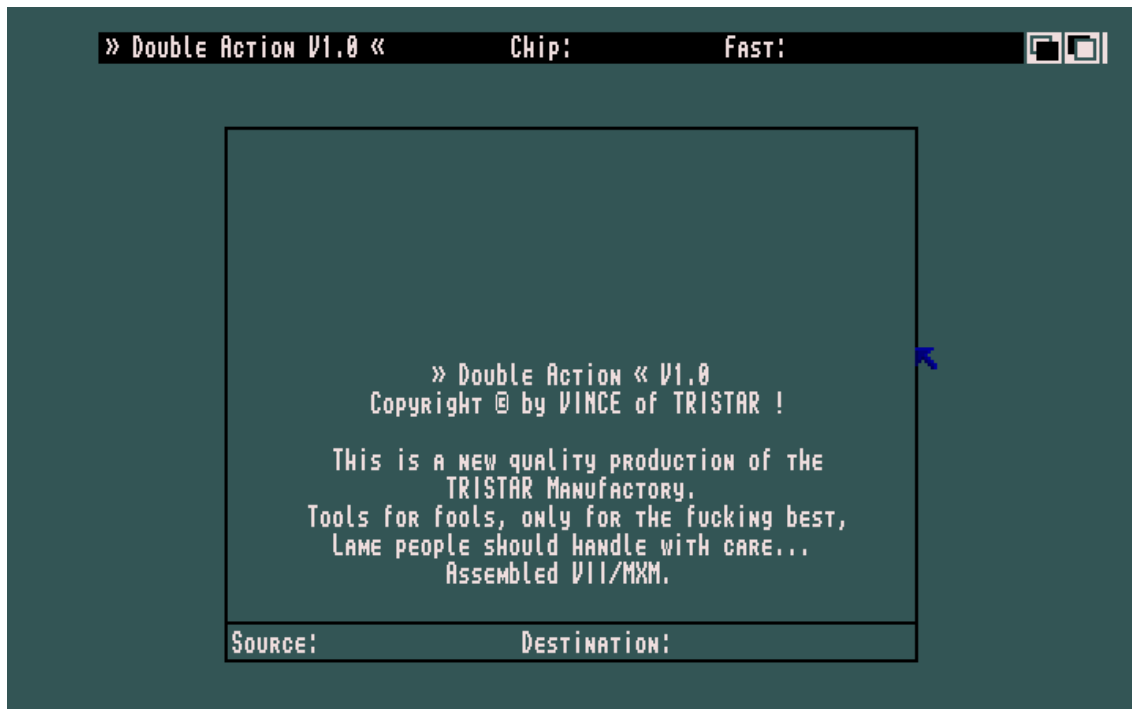 » Double Action V1.0 « Chip: Fast:
» Double Action « V1.0
Copyright © by VINCE of TRISTAR !
This is a new quality production of the
TRISTAR Manufactory.
Tools for fools, only for the fucking best,
Lame people should handle with care...
Assembled VII/MXM.
Source: Destination: